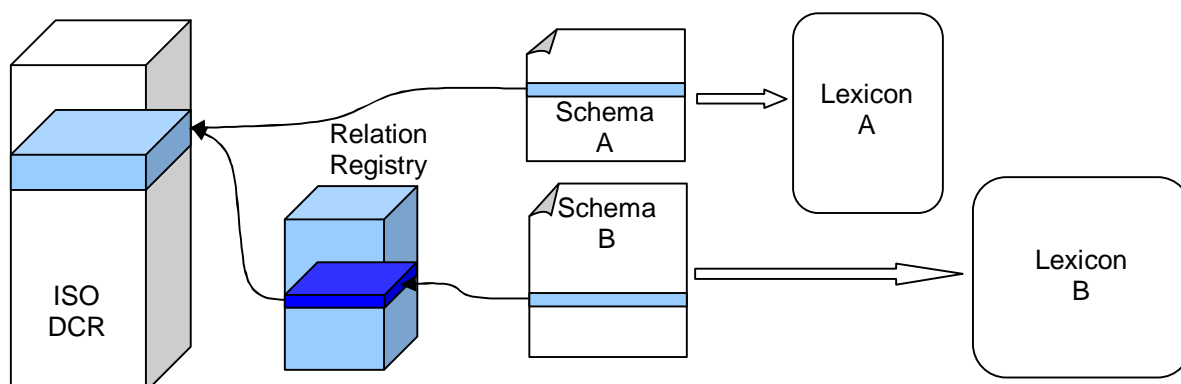 ISO
DCR
Relation
Registry
Schema
A
Lexicon
A
Schema
B
Lexicon
B